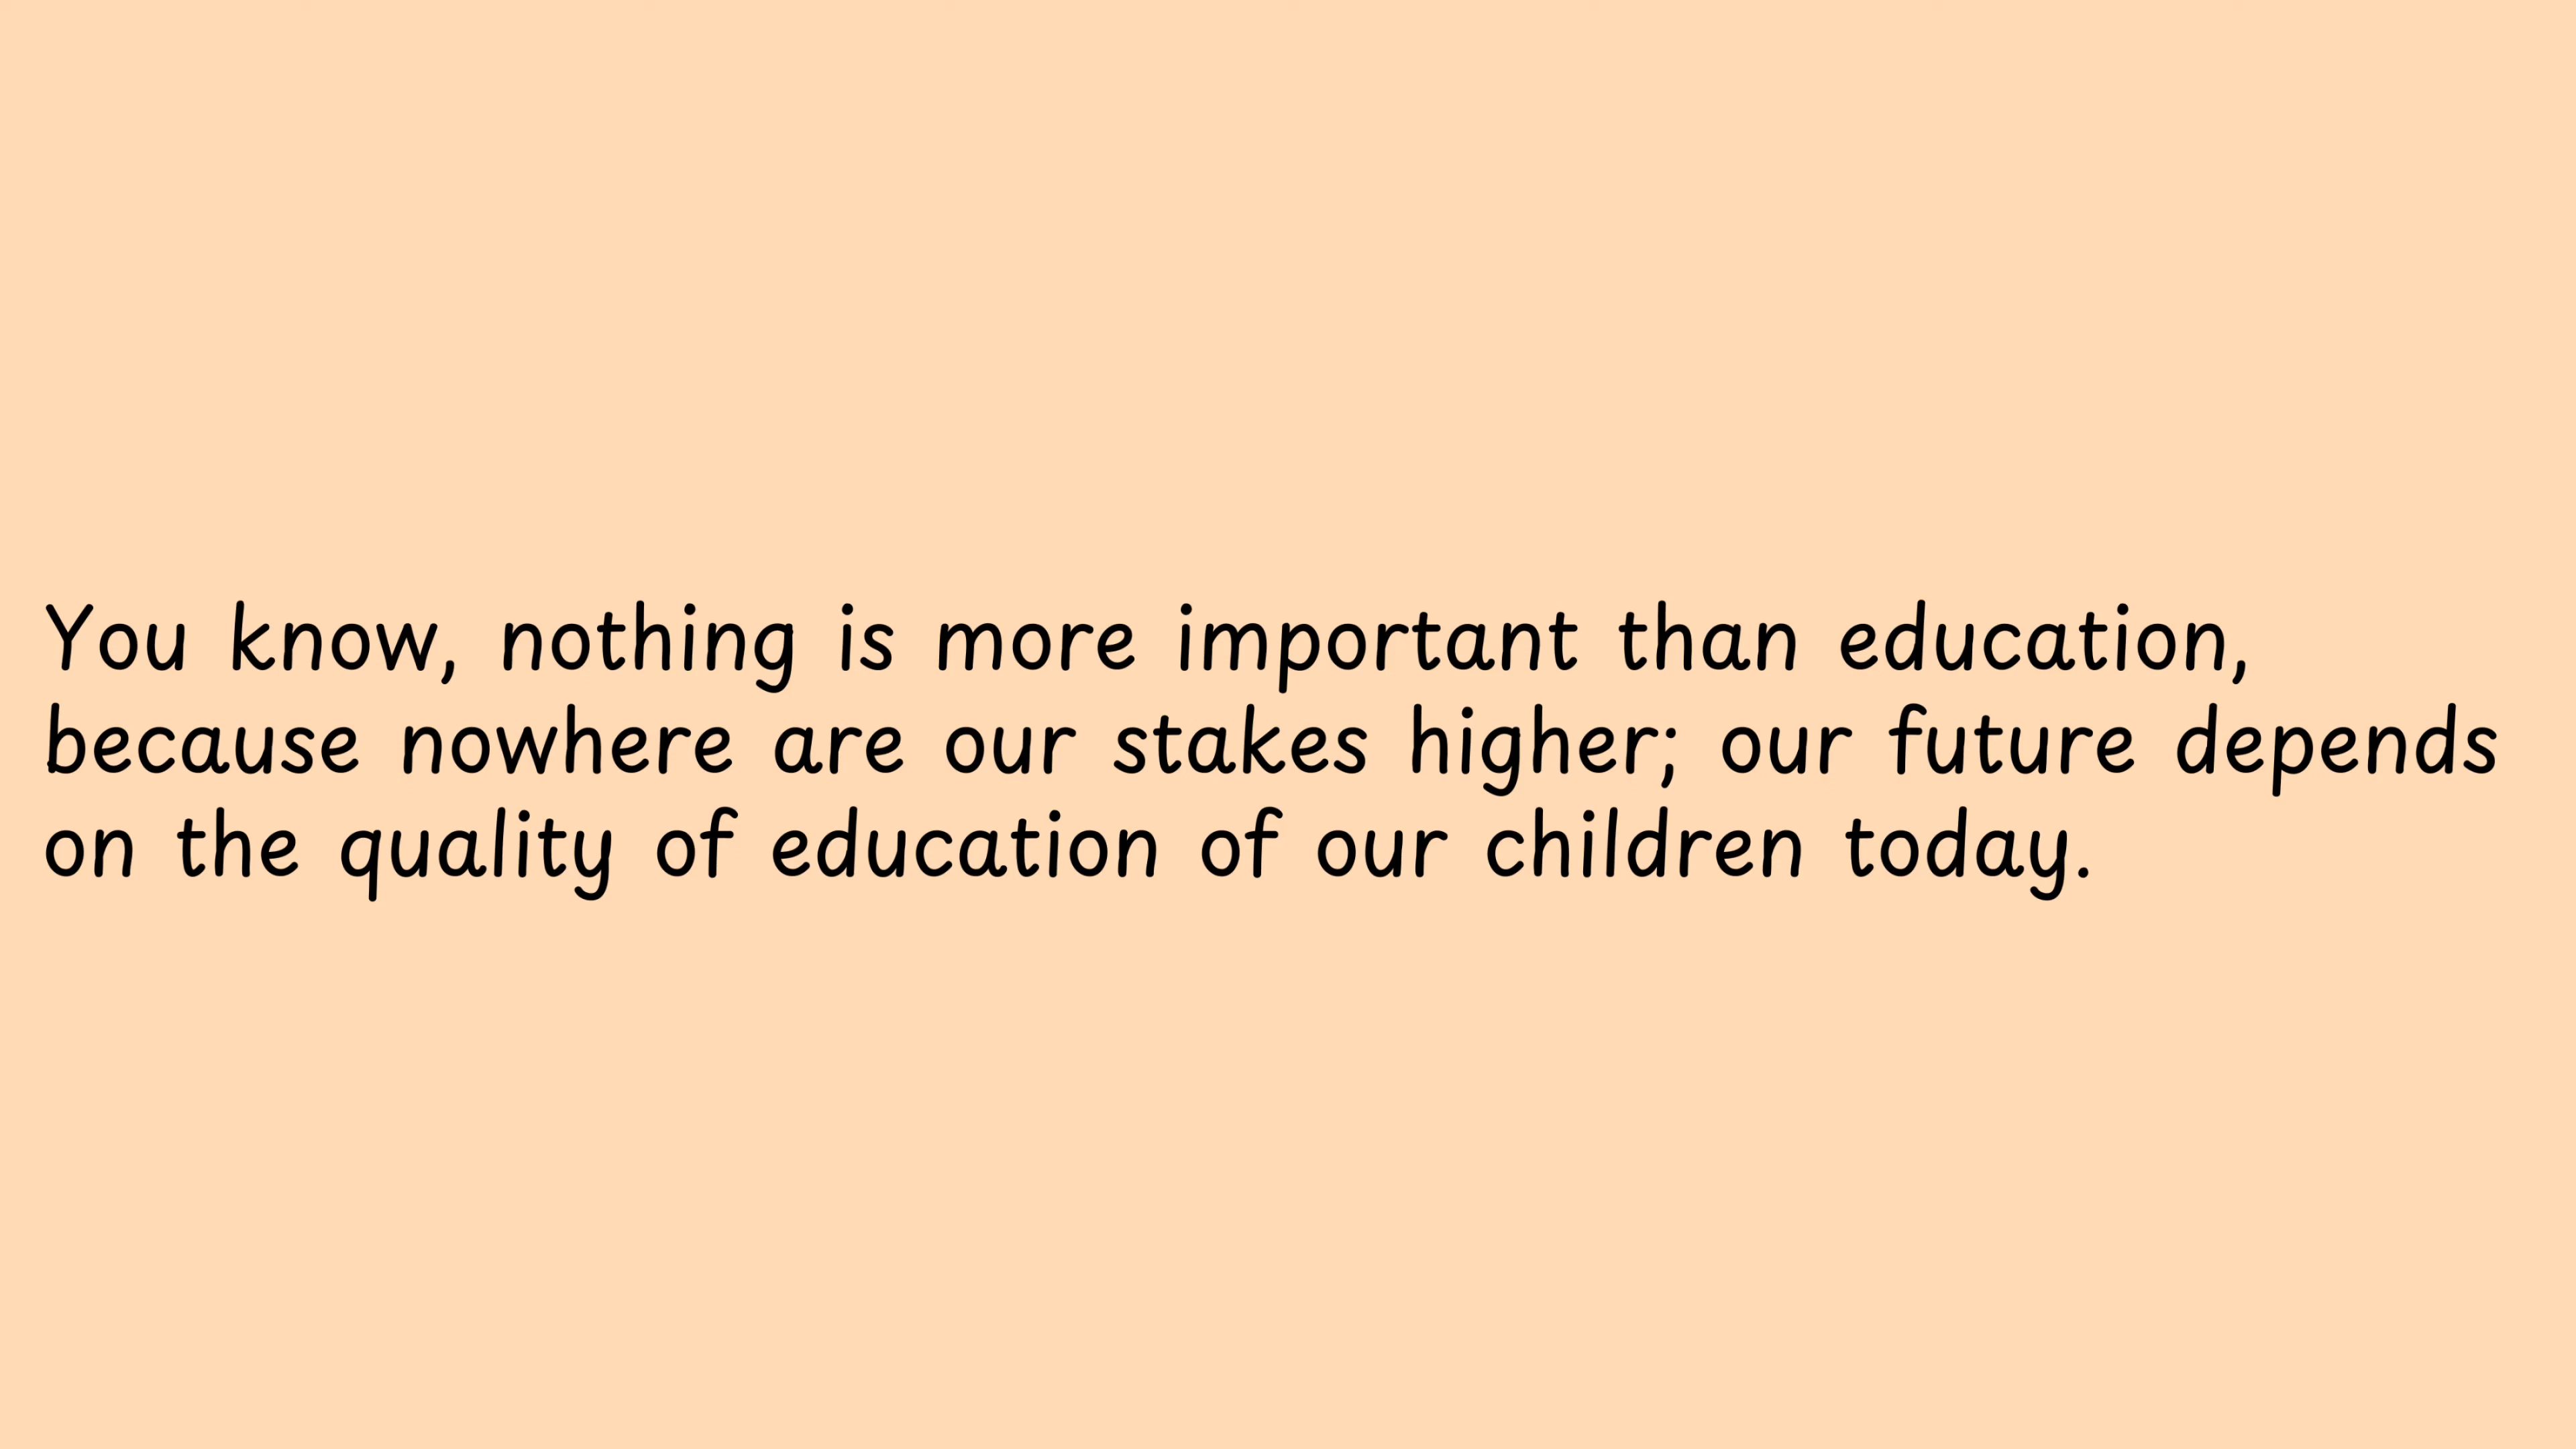 You know, nothing is more important than education,
because nowhere are our stakes higher; our future depends
on the quality of education of our children today.